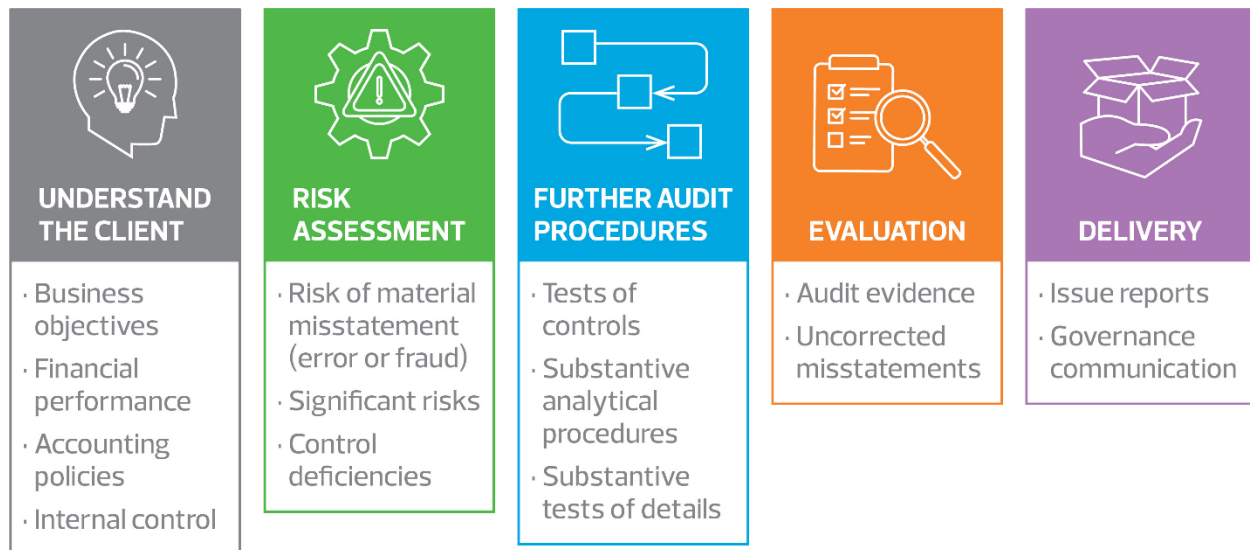 UNDERSTAND
THE CLIENT
· Business
objectives
· Financial
performance
· Accounting
policies
· Internal control
RISK
ASSESSMENT
· Risk of material
misstatement
(error or fraud)
· Significant risks
· Control
deficiencies
FURTHER AUDIT
PROCEDURES
· Tests of
controls
· Substantive
analytical
procedures
· Substantive
tests of details
EVALUATION
· Audit evidence
· Uncorrected
misstatements
DELIVERY
· Issue reports
· Governance
communication